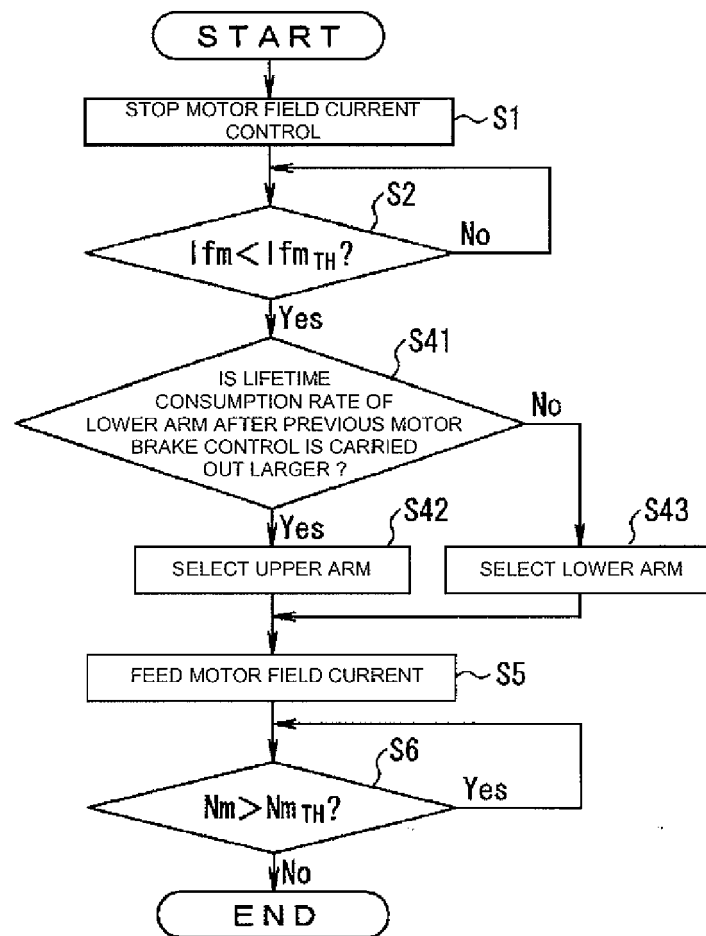 START
STOP MOTOR FIELD CURRENT
CONTROL
S1
S2
Ifm<IfmTH?
No
Yes
S41
IS LIFETIME
CONSUMPTION RATE OF
LOWER ARM AFTER PREVIOUS MOTOR
BRAKE CONTROL IS CARRIED
OUT LARGER ?
No
Yes
S42
S43
SELECT UPPER ARM
SELECT LOWER ARM
FEED MOTOR FIELD CURRENT
S5
S6
Nm>NmTH?
Yes
No
END